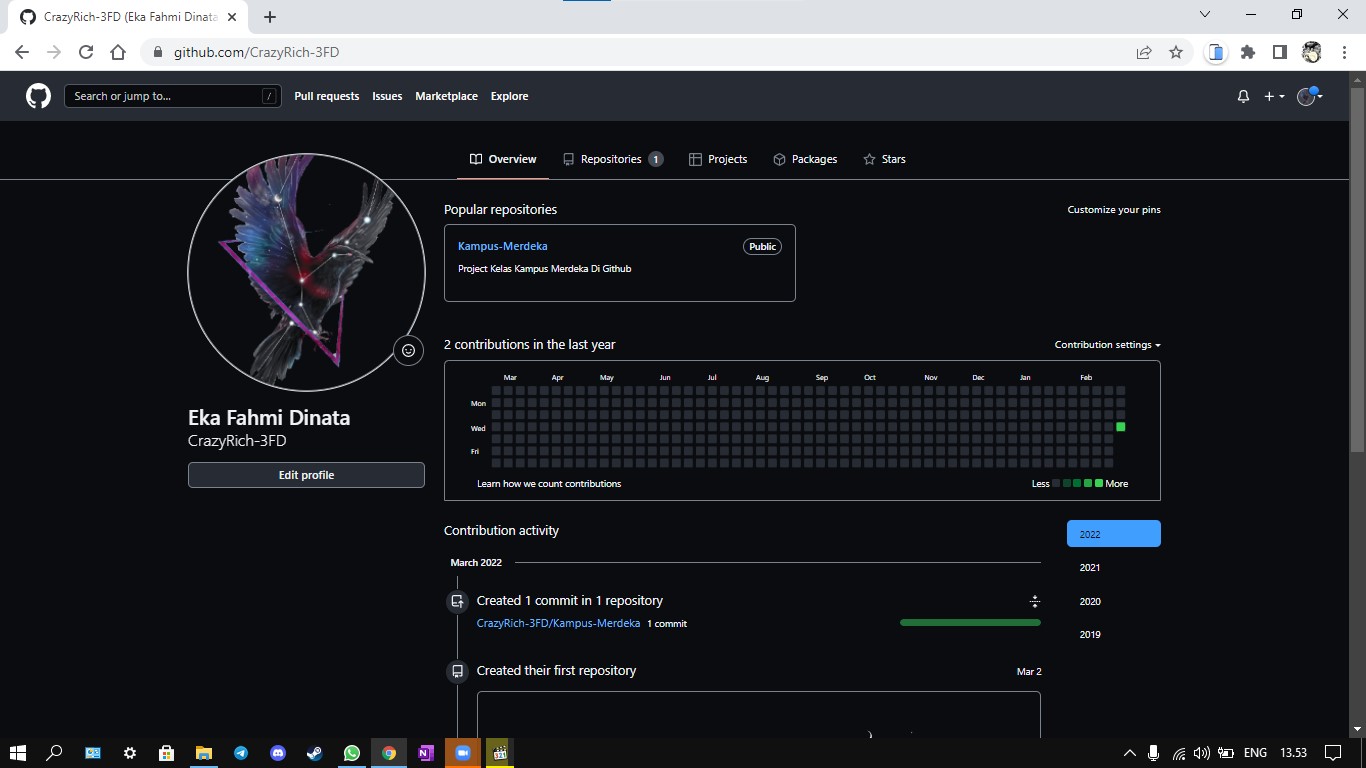 CrazyRich-3FD (Eka Fahmi Dinata
github.com/CrazyRich-3FD
Search or jump to... / Pull requests Issues Marketplace Explore
Overview Repositories 1 Projects Packages Stars
Popular repositories Customize your pins
Kampus-Merdeka Public
Project Kelas Kampus Merdeka Di Github
2 contributions in the last year Contribution settings
Mar Apr May Jun Jul Aug Sep Oct Nov Dec Jan Feb
Mon
Wed
Fri
Learn how we count contributions Less More
Eka Fahmi Dinata
CrazyRich-3FD
Edit profile
Contribution activity
2022
2021
2020
2019
March 2022
Created 1 commit in 1 repository
CrazyRich-3FD/Kampus-Merdeka 1 commit
Created their first repository Mar 2
ENG 13.53